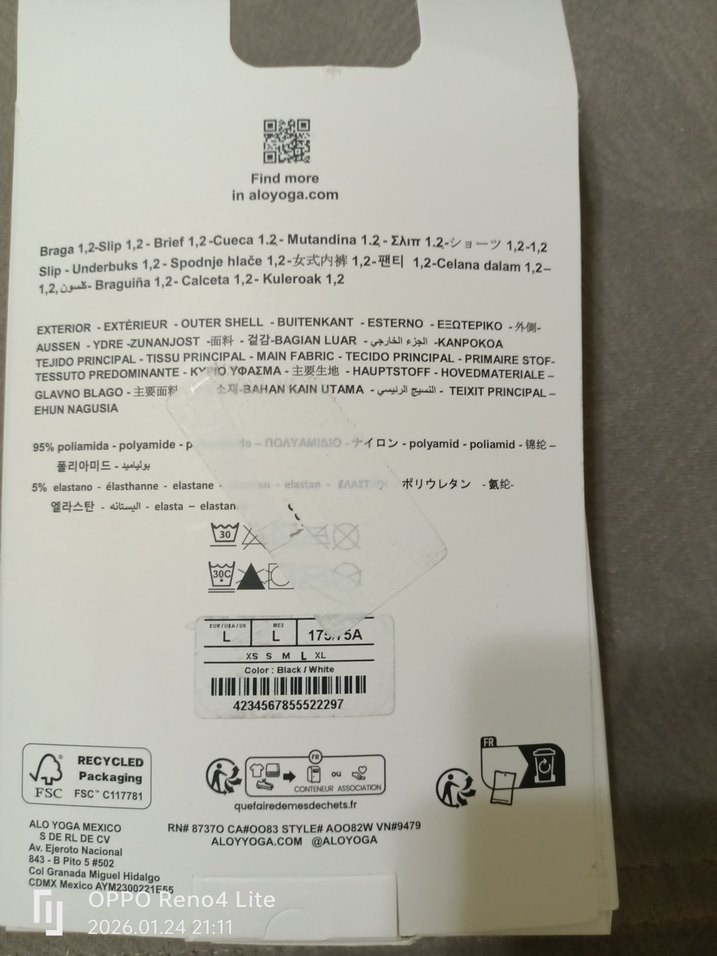 Find more
in aloyoga.com
Braga 1,2-Slip 1,2 - Brief 1,2 -Cueca 1.2 - Mutandina 1.2 - Σλιπ 1.2-ショーツ 1,2-1,2
Slip - Underbuks 1,2 - Spodnje hlače 1,2-女式内裤 1,2-팬티 1,2-Celana dalam 1,2–
1,2, كلسون- Braguiña 1,2- Calceta 1,2 - Kuleroak 1,2
EXTERIOR - EXTÉRIEUR - OUTER SHELL - BUITENKANT - ESTERNO - ΕΞΩΤΕΡΙΚΟ - 外側-
AUSSEN - YDRE -ZUNANJOST -面料 - 겉감-BAGIAN LUAR - الجزء الخارجي -KANPOKOA
TEJIDO PRINCIPAL - TISSU PRINCIPAL - MAIN FABRIC - TECIDO PRINCIPAL - PRIMAIRE STOF-
TESSUTO PREDOMINANTE - ΚΥΡΙΟ ΥΦΑΣΜΑ - 主要生地 - HAUPTSTOFF - HOVEDMATERIALE –
GLAVNO BLAGO - 主要面料 소재-BAHAN KAIN UTAMA - النسيج الرئيسي - TEIXIT PRINCIPAL –
EHUN NAGUSIA
95% poliamida - polyamide - – ΠΟΛΥΑΜΙΔΙΟ - ナイロン - polyamid - poliamid - 锦纶 –
폴리아미드 - بولياميد
5% elastano - élasthanne - elastane - elastan - ポリウレタン - 氨纶-
엘라스탄 - اليستانه - elasta – elastan
30
30C
EUR/USA/UK MEX
L L 175/75A
XS S M L XL
Color : Black / White
4234567855522297
FSC
RECYCLED
Packaging
FSC™ C117781
FR
CONTENEUR OU ASSOCIATION
quefairedemesdechets.fr
FR
ALO YOGA MEXICO
S DE RL DE CV
Av. Ejeroto Nacional
843 - B Pito 5 #502
Col Granada Miguel Hidalgo
CDMX Mexico AYM2300221E55
RN# 8737O CA#OO83 STYLE# AOO82W VN#9479
ALOYYOGA.COM @ALOYOGA
OPPO Reno4 Lite
2026.01.24 21:11